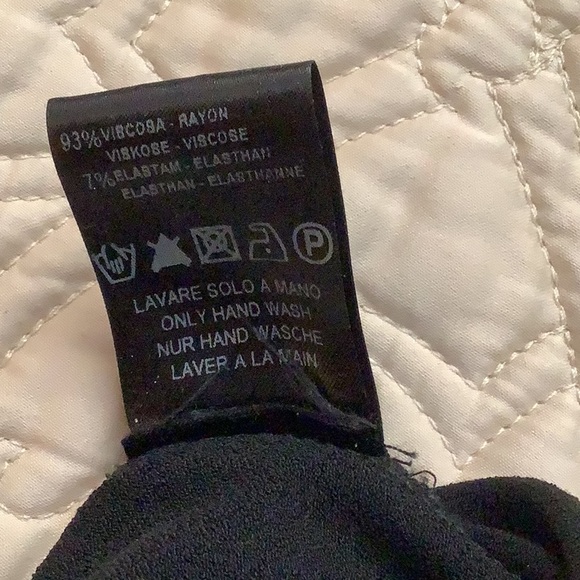 93% VISCOSA - RAYON
VISKOSE - VISCOSE
7% ELASTAM - ELASTHAN
ELASTHAN - ELASTHANNE
P
LAVARE SOLO A MANO
ONLY HAND WASH
NUR HAND WASCHE
LAVER A LA MAIN